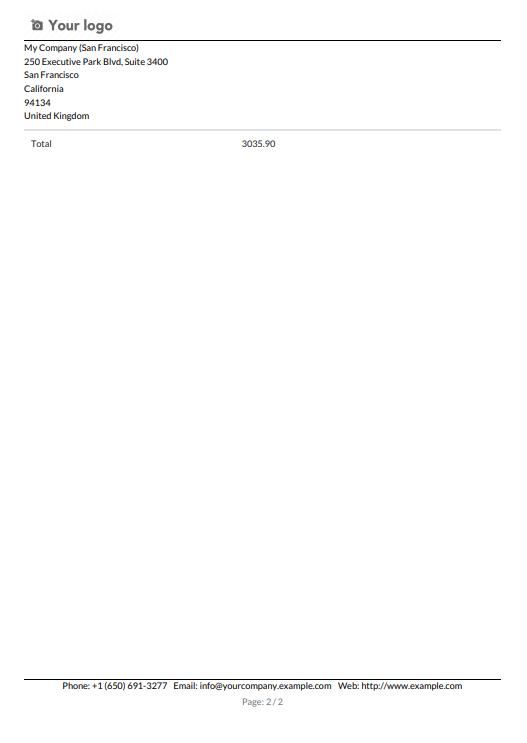 Your logo
My Company (San Francisco)
250 Executive Park Blvd, Suite 3400
San Francisco
California
94134
United Kingdom
Total 3035.90
Phone: +1 (650) 691-3277 Email: info@yourcompany.example.com Web: http://www.example.com
Page: 2 / 2